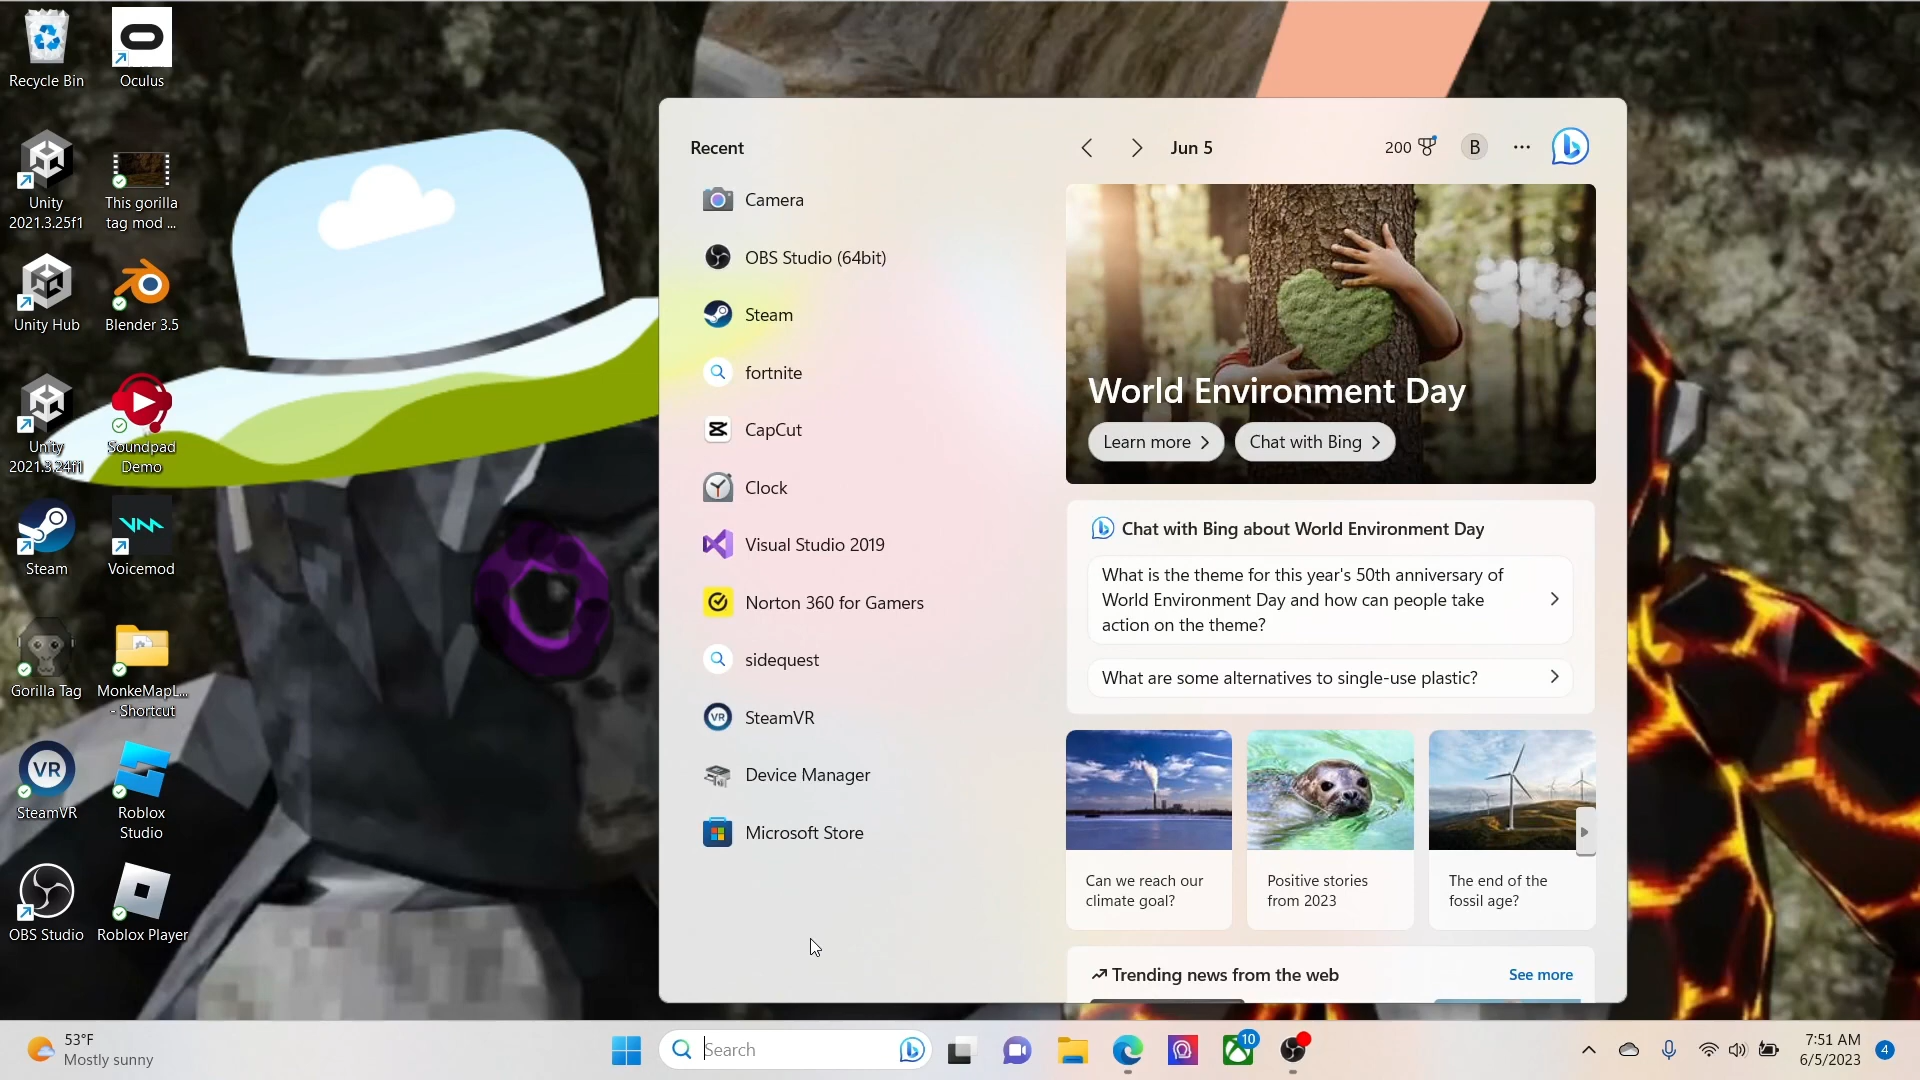 Recycle Bin
Oculus
Unity
2021.3.25f1
This gorilla
tag mod ...
Unity Hub
Blender 3.5
Unity
2021.3.24f1
Soundpad
Demo
Steam
Voicemod
Gorilla Tag
MonkeMapL...
- Shortcut
VR
SteamVR
Roblox
Studio
OBS Studio
Roblox Player
Recent
Camera
OBS Studio (64bit)
Steam
fortnite
CapCut
Clock
Visual Studio 2019
Norton 360 for Gamers
sidequest
VR
SteamVR
Device Manager
Microsoft Store
Jun 5
200
B
World Environment Day
Learn more
Chat with Bing
Chat with Bing about World Environment Day
What is the theme for this year's 50th anniversary of
World Environment Day and how can people take
action on the theme?
What are some alternatives to single-use plastic?
Can we reach our
climate goal?
Positive stories
from 2023
The end of the
fossil age?
Trending news from the web
See more
53°F
Mostly sunny
Search
10
7:51 AM
6/5/2023
4